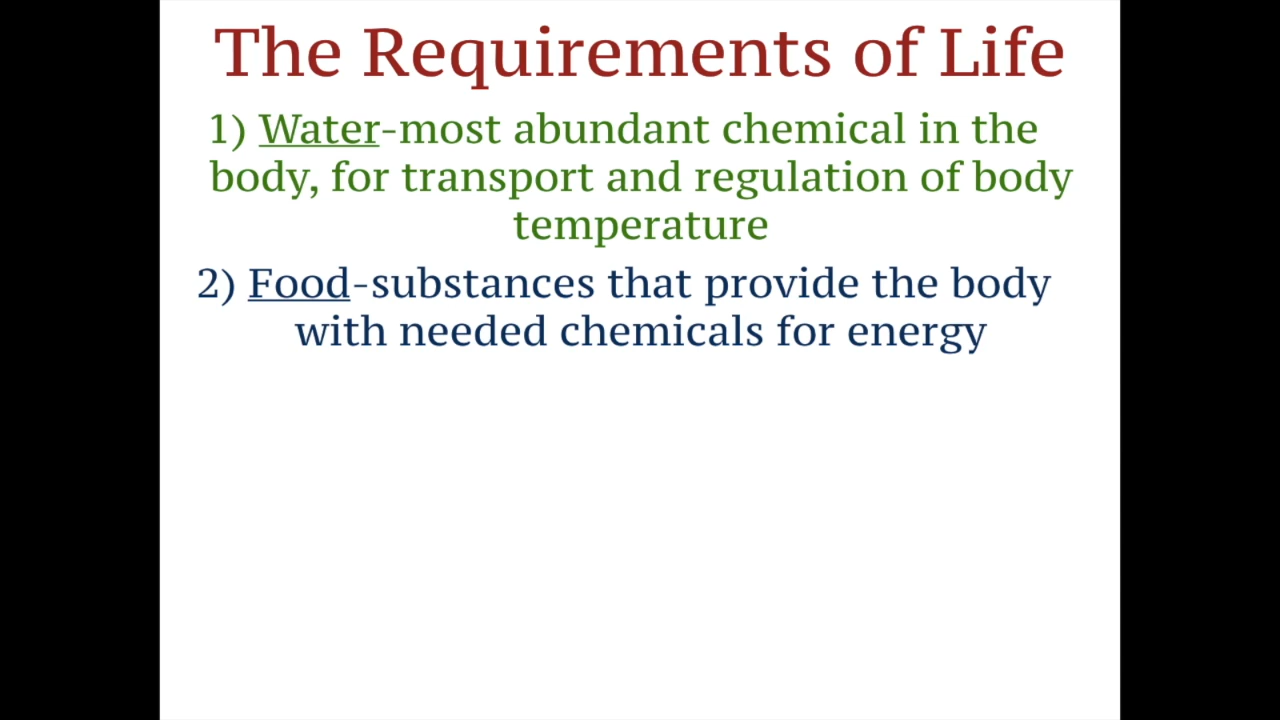 The Requirements of Life
1) Water-most abundant chemical in the
body, for transport and regulation of body
temperature
2) Food-substances that provide the body
with needed chemicals for energy